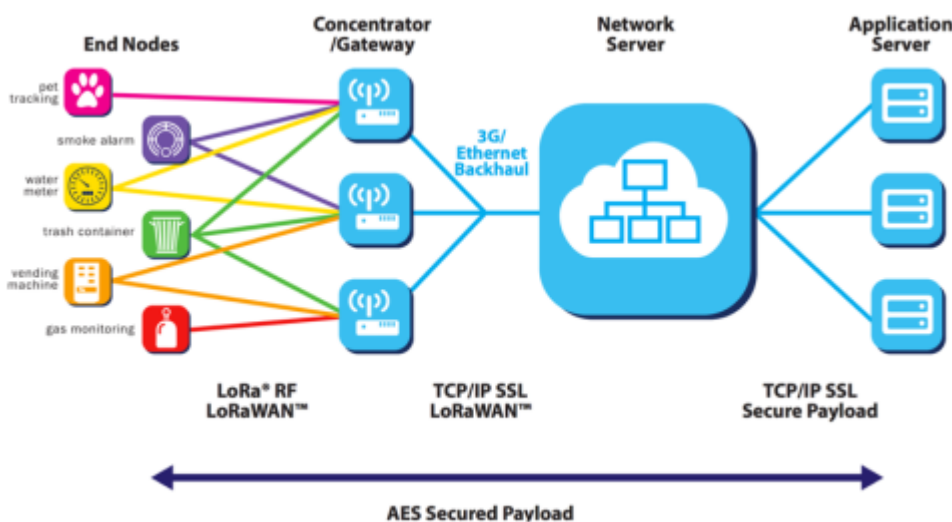 End Nodes
Concentrator
/Gateway
Network
Server
Application
Server
pet
tracking
smoke alarm
water
meter
trash container
vending
machine
gas monitoring
3G/
Ethernet
Backhaul
LoRa® RF
LoRaWAN™
TCP/IP SSL
LoRaWAN™
TCP/IP SSL
Secure Payload
AES Secured Payload